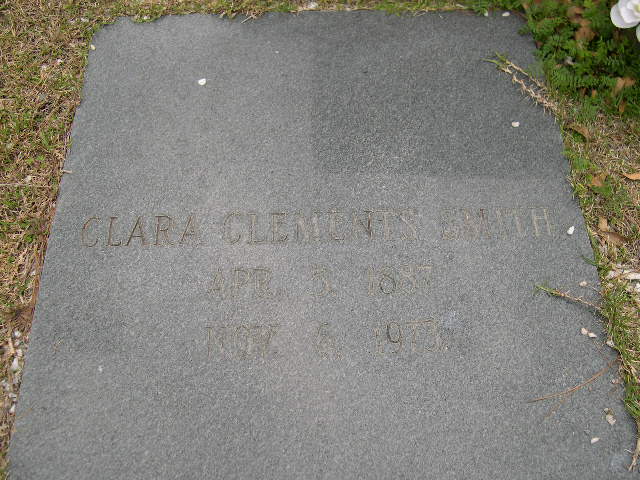 CLARA CLEMENTS SMITH
APR. 5, 1887
NOV. 6, 1973